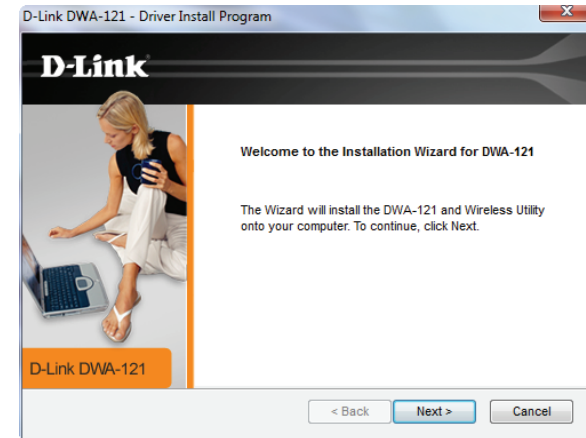 D-Link DWA-121 - Driver Install Program
D-Link
Welcome to the Installation Wizard for DWA-121
The Wizard will install the DWA-121 and Wireless Utility
onto your computer. To continue, click Next.
D-Link DWA-121
< Back
Next >
Cancel